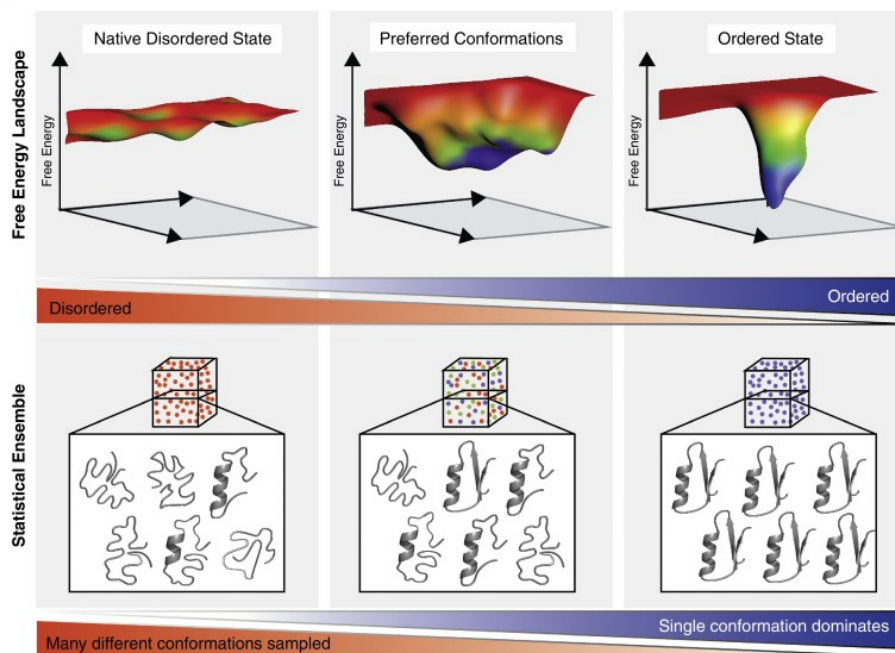 Native Disordered State
Preferred Conformations
Ordered State
Free Energy Landscape
Free Energy
Free Energy
Free Energy
Ordered
Disordered
Statistical Ensemble
Single conformation dominates
Many different conformations sampled